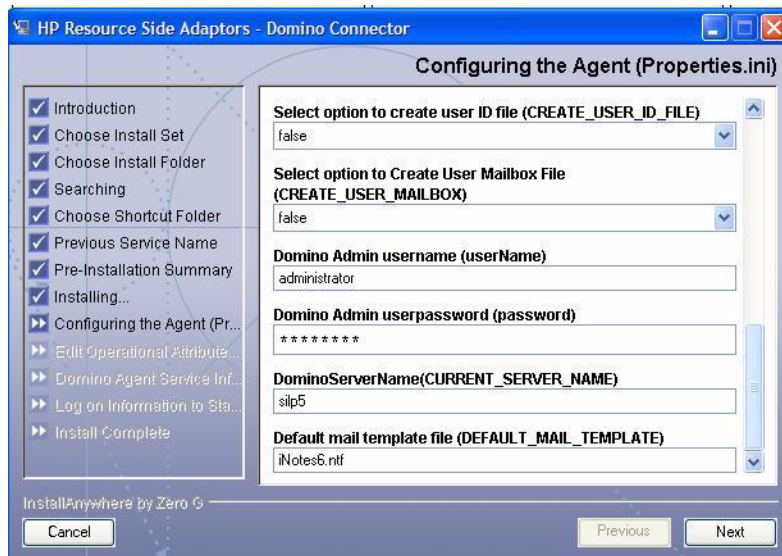 HP Resource Side Adaptors - Domino Connector
Configuring the Agent (Properties.ini)
Introduction
Choose Install Set
Choose Install Folder
Searching
Choose Shortcut Folder
Previous Service Name
Pre-Installation Summary
Installing...
Configuring the Agent (Pr...
Edit Operational Attribute...
Domino Agent Service Inf...
Log on Information to Sta...
Install Complete
Select option to create user ID file (CREATE_USER_ID_FILE)
false
Select option to Create User Mailbox File
(CREATE_USER_MAILBOX)
false
Domino Admin username (userName)
administrator
Domino Admin userpassword (password)
********
DominoServerName(CURRENT_SERVER_NAME)
silp5
Default mail template file (DEFAULT_MAIL_TEMPLATE)
iNotes6.ntf
InstallAnywhere by Zero G
Cancel
Previous
Next